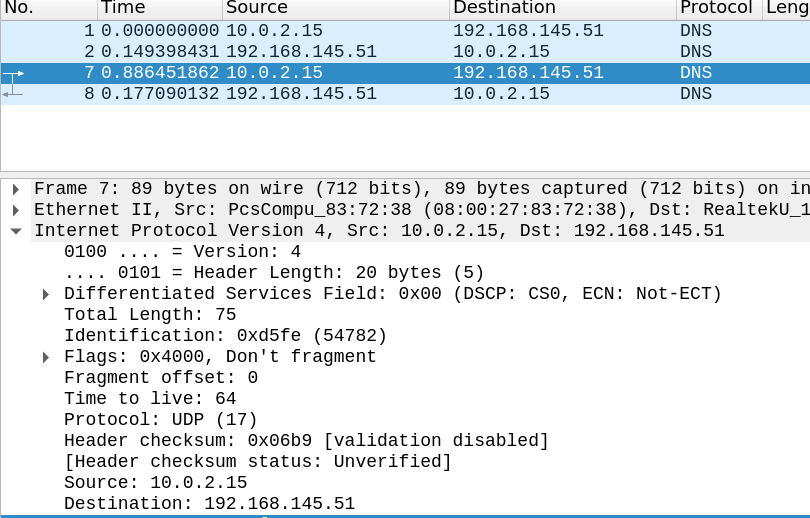 No. Time Source Destination Protocol Leng
1 0.000000000 10.0.2.15 192.168.145.51 DNS
2 0.149398431 192.168.145.51 10.0.2.15 DNS
7 0.886451862 10.0.2.15 192.168.145.51 DNS
8 0.177090132 192.168.145.51 10.0.2.15 DNS
Frame 7: 89 bytes on wire (712 bits), 89 bytes captured (712 bits) on in
Ethernet II, Src: PcsCompu_83:72:38 (08:00:27:83:72:38), Dst: RealtekU_1
Internet Protocol Version 4, Src: 10.0.2.15, Dst: 192.168.145.51
0100 .... = Version: 4
.... 0101 = Header Length: 20 bytes (5)
Differentiated Services Field: 0x00 (DSCP: CS0, ECN: Not-ECT)
Total Length: 75
Identification: 0xd5fe (54782)
Flags: 0x4000, Don't fragment
Fragment offset: 0
Time to live: 64
Protocol: UDP (17)
Header checksum: 0x06b9 [validation disabled]
[Header checksum status: Unverified]
Source: 10.0.2.15
Destination: 192.168.145.51